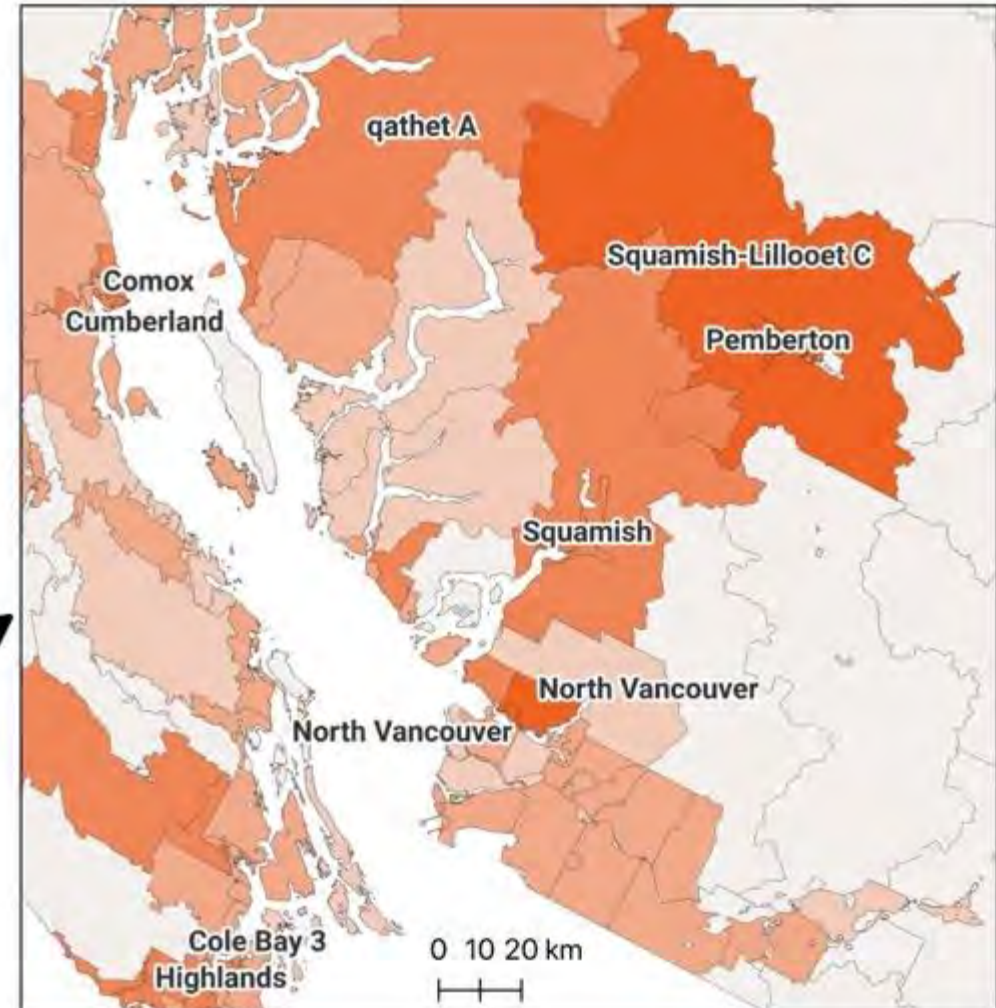 qathet A
Squamish-Lillooet C
Comox
Cumberland
Pemberton
Squamish
North Vancouver
North Vancouver
Cole Bay 3
Highlands
0 10 20 km